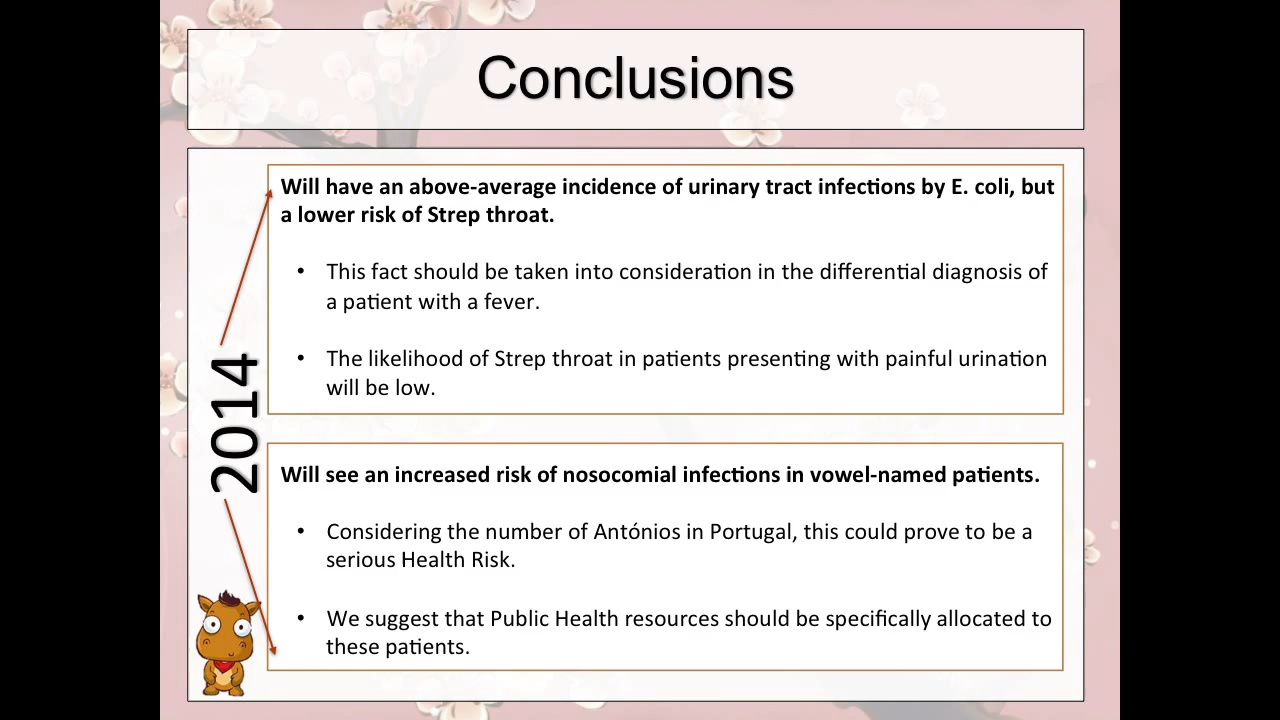 Conclusions
Will have an above-average incidence of urinary tract infections by E. coli, but
a lower risk of Strep throat.
• This fact should be taken into consideration in the differential diagnosis of
a patient with a fever.
• The likelihood of Strep throat in patients presenting with painful urination
will be low.
2014
Will see an increased risk of nosocomial infections in vowel-named patients.
• Considering the number of Antónios in Portugal, this could prove to be a
serious Health Risk.
• We suggest that Public Health resources should be specifically allocated to
these patients.